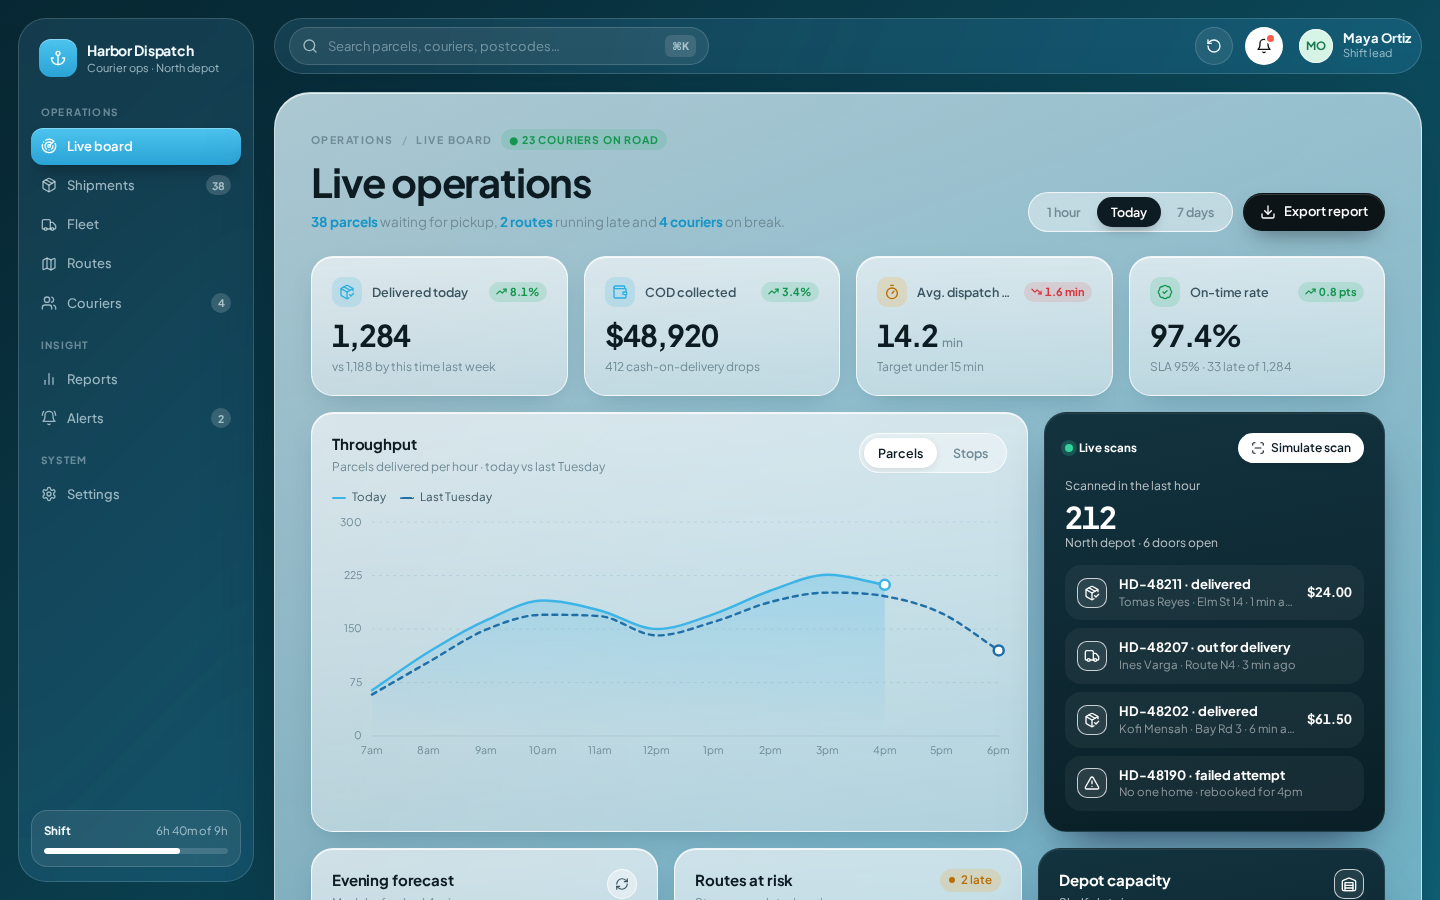 Harbor Dispatch
Courier ops · North depot
OPERATIONS
Live board
Shipments 38
Fleet
Routes
Couriers 4
INSIGHT
Reports
Alerts 2
SYSTEM
Settings
Shift 6h 40m of 9h
Search parcels, couriers, postcodes… ⌘K
MO
Maya Ortiz
Shift lead
OPERATIONS / LIVE BOARD 23 COURIERS ON ROAD
Live operations
38 parcels waiting for pickup, 2 routes running late and 4 couriers on break.
1 hour Today 7 days
Export report
Delivered today 8.1%
1,284
vs 1,188 by this time last week
COD collected 3.4%
$48,920
412 cash-on-delivery drops
Avg. dispatch … 1.6 min
14.2 min
Target under 15 min
On-time rate 0.8 pts
97.4%
SLA 95% · 33 late of 1,284
Throughput
Parcels delivered per hour · today vs last Tuesday
Parcels Stops
Today Last Tuesday
300
225
150
75
0
7am 8am 9am 10am 11am 12pm 1pm 2pm 3pm 4pm 5pm 6pm
Live scans
Simulate scan
Scanned in the last hour
212
North depot · 6 doors open
HD-48211 · delivered
Tomas Reyes · Elm St 14 · 1 min a…
$24.00
HD-48207 · out for delivery
Ines Varga · Route N4 · 3 min ago
HD-48202 · delivered
Kofi Mensah · Bay Rd 3 · 6 min a…
$61.50
HD-48190 · failed attempt
No one home · rebooked for 4pm
Evening forecast
Routes at risk 2 late
Depot capacity